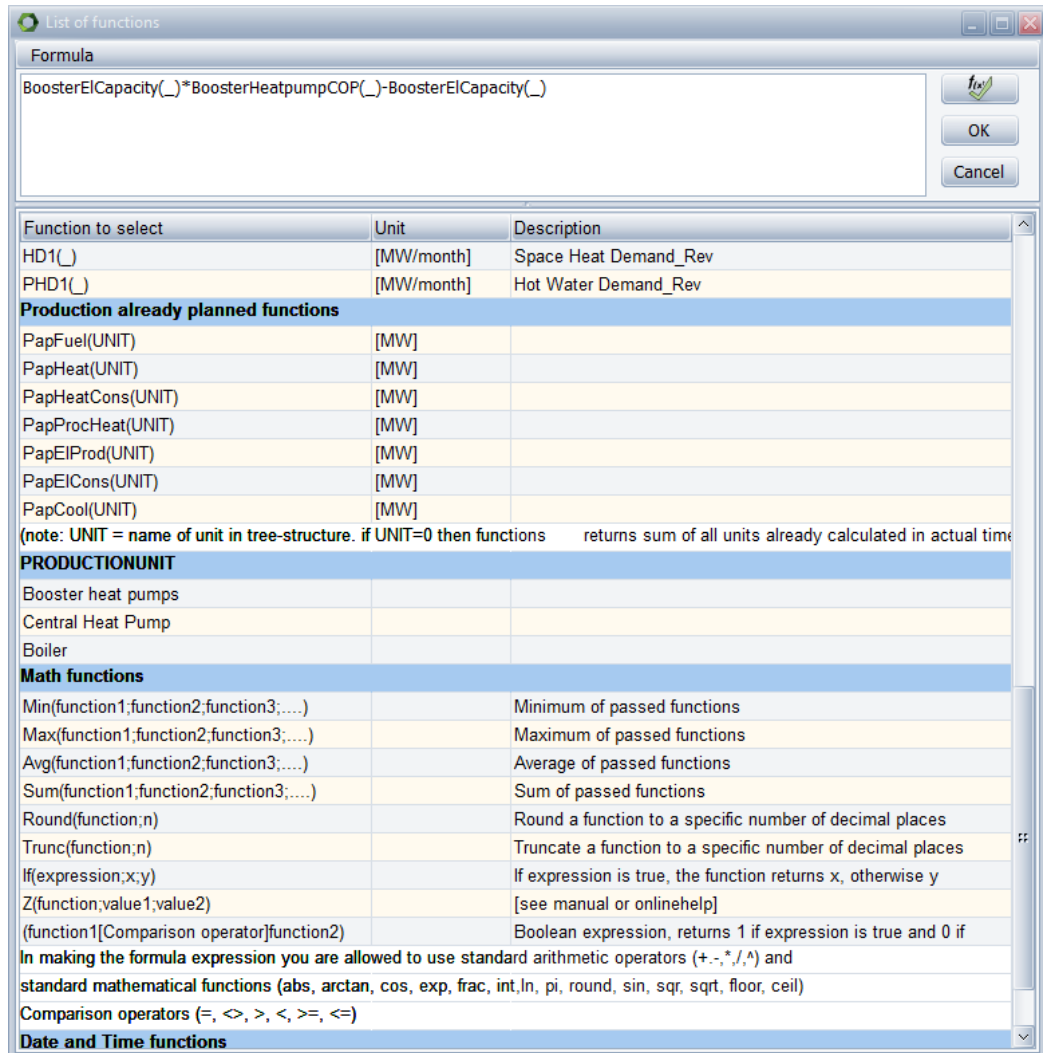 List of functions
Formula
BoosterElCapacity(_)*BoosterHeatpumpCOP(_)-BoosterElCapacity(_)
f(x)
OK
Cancel
Function to select Unit Description
HD1(_) [MW/month] Space Heat Demand_Rev
PHD1(_) [MW/month] Hot Water Demand_Rev
Production already planned functions
PapFuel(UNIT) [MW]
PapHeat(UNIT) [MW]
PapHeatCons(UNIT) [MW]
PapProcHeat(UNIT) [MW]
PapElProd(UNIT) [MW]
PapElCons(UNIT) [MW]
PapCool(UNIT) [MW]
(note: UNIT = name of unit in tree-structure. if UNIT=0 then functions returns sum of all units already calculated in actual time
PRODUCTIONUNIT
Booster heat pumps
Central Heat Pump
Boiler
Math functions
Min(function1;function2;function3;....) Minimum of passed functions
Max(function1;function2;function3;....) Maximum of passed functions
Avg(function1;function2;function3;....) Average of passed functions
Sum(function1;function2;function3;....) Sum of passed functions
Round(function;n) Round a function to a specific number of decimal places
Trunc(function;n) Truncate a function to a specific number of decimal places
If(expression;x;y) If expression is true, the function returns x, otherwise y
Z(function;value1;value2) [see manual or onlinehelp]
(function1[Comparison operator]function2) Boolean expression, returns 1 if expression is true and 0 if
In making the formula expression you are allowed to use standard arithmetic operators (+.-,*,/,^) and
standard mathematical functions (abs, arctan, cos, exp, frac, int,ln, pi, round, sin, sqr, sqrt, floor, ceil)
Comparison operators (=, <>, >, <, >=, <=)
Date and Time functions